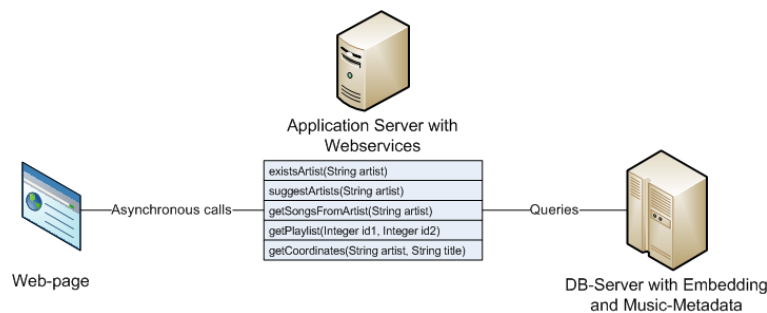 Application Server with
Webservices
existsArtist(String artist)
suggestArtists(String artist)
getSongsFromArtist(String artist)
getPlaylist(Integer id1, Integer id2)
getCoordinates(String artist, String title)
Asynchronous calls
Queries
Web-page
DB-Server with Embedding
and Music-Metadata